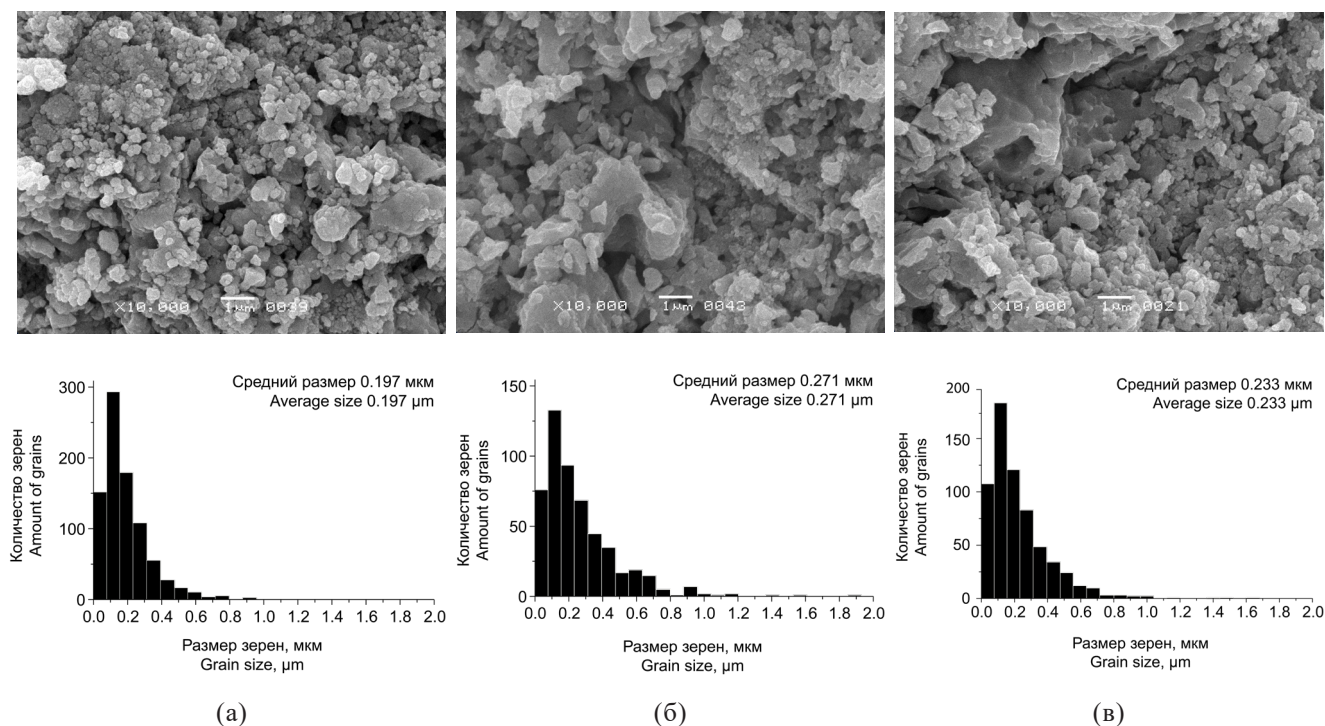 X10,000 1μm 0039
X10,000 1μm 0043
X10,000 1μm 0021
Средний размер 0.197 мкм
Average size 0.197 μm
Количество зерен
Amount of grains
300
200
100
0
0.0 0.2 0.4 0.6 0.8 1.0 1.2 1.4 1.6 1.8 2.0
Размер зерен, мкм
Grain size, μm
Средний размер 0.271 мкм
Average size 0.271 μm
Количество зерен
Amount of grains
150
100
50
0
0.0 0.2 0.4 0.6 0.8 1.0 1.2 1.4 1.6 1.8 2.0
Размер зерен, мкм
Grain size, μm
Средний размер 0.233 мкм
Average size 0.233 μm
Количество зерен
Amount of grains
200
150
100
50
0
0.0 0.2 0.4 0.6 0.8 1.0 1.2 1.4 1.6 1.8 2.0
Размер зерен, мкм
Grain size, μm
(а)
(б)
(в)